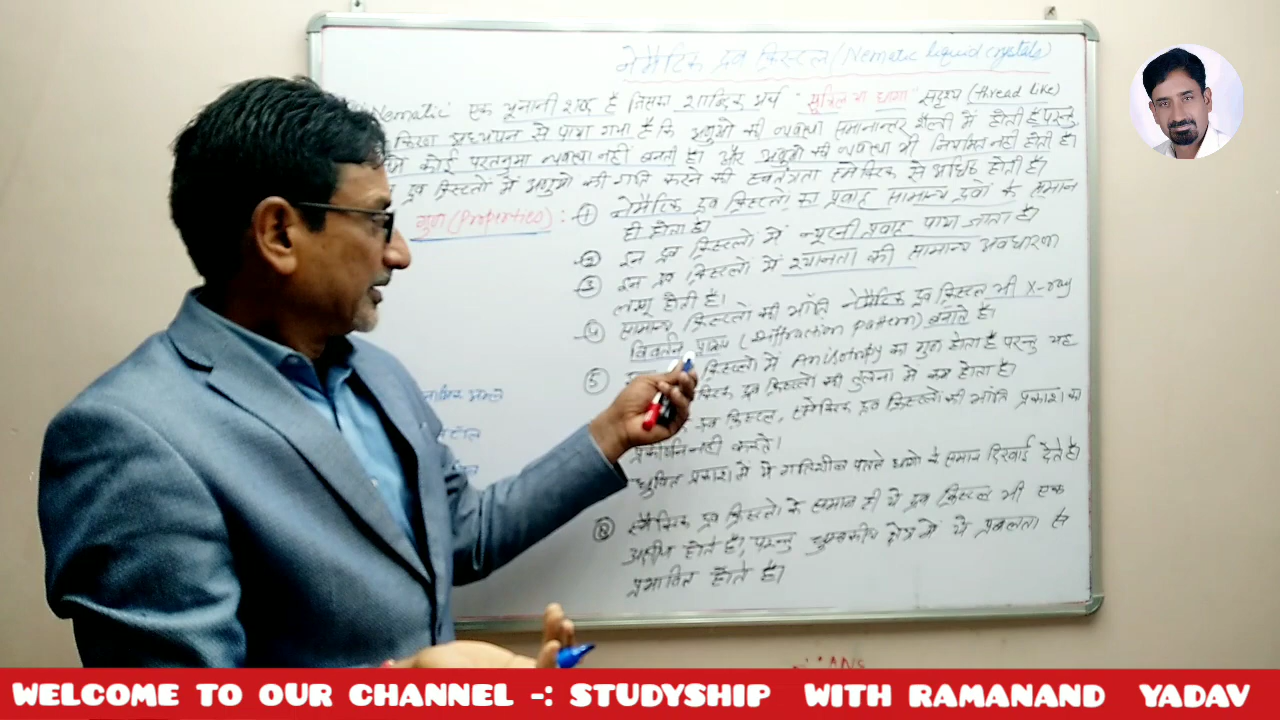 नेमैटिक द्रव क्रिस्टल (Nematic liquid crystals)
'Nematic' एक यूनानी शब्द है जिसका शाब्दिक अर्थ "सूत्रिल या धागा" सदृश्य (thread like)
किरण अध्ययन से पाया गया है कि अणुओं की व्यवस्था समानान्तर शैली में होती है परन्तु
कोई परतनुमा व्यवस्था नहीं बनती है। और अणुओं की व्यवस्था भी नियमित नहीं होती है।
द्रव क्रिस्टलों में अणुओं की गति करने की स्वतंत्रता स्मेक्टिक से अधिक होती है।
गुण (Properties) : ① नेमैटिक द्रव क्रिस्टलों का प्रवाह सामान्य द्रवों के समान
ही होता है।
② इन द्रव क्रिस्टलों में न्यूटनी प्रवाह पाया जाता है।
③ इन द्रव क्रिस्टलों में श्यानता की सामान्य अवधारणा
लागू होती है।
④ सामान्य क्रिस्टलों की भाँति नेमैटिक द्रव क्रिस्टल भी X-ray
विवर्तन प्रारूप (diffraction pattern) बनाते है।
⑤ क्रिस्टलो में Anisotropy का गुण होता है परन्तु यह
द्रव क्रिस्टलों की तुलना में कम होता है।
द्रव क्रिस्टल, स्मेक्टिक द्रव क्रिस्टलों की भाँति प्रकाश का
प्रकीर्णन नहीं करते।
ध्रुवित प्रकाश में ये गतिशील पतले धागो के समान दिखाई देते है।
⑧ स्मैक्टिक द्रव क्रिस्टलो के समान ही ये द्रव क्रिस्टल भी एक
अक्षीय होते है, परन्तु चुम्बकीय क्षेत्र में ये प्रबलता से
प्रभावित होते है।
WELCOME TO OUR CHANNEL -: STUDYSHIP WITH RAMANAND YADAV